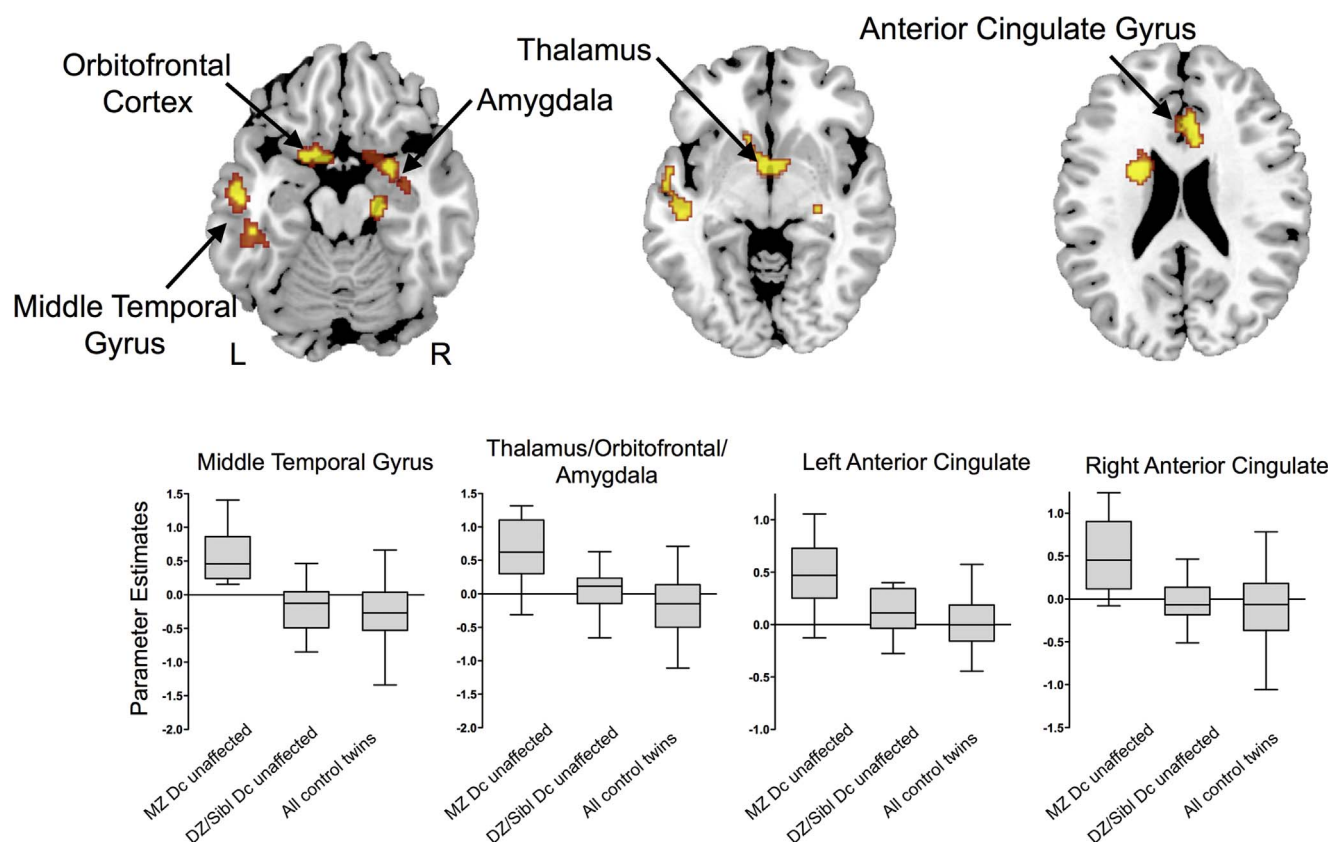 Orbitofrontal
Cortex
Amygdala
Middle Temporal
Gyrus
L
R
Thalamus
Anterior Cingulate Gyrus
Parameter Estimates
Middle Temporal Gyrus
1.5
1.0
0.5
0.0
-0.5
-1.0
-1.5
-2.0
MZ Dc unaffected
DZ/Sibl Dc unaffected
All control twins
Thalamus/Orbitofrontal/
Amygdala
1.5
1.0
0.5
0.0
-0.5
-1.0
-1.5
-2.0
MZ Dc unaffected
DZ/Sibl Dc unaffected
All control twins
Left Anterior Cingulate
1.0
0.5
0.0
-0.5
-1.0
MZ Dc unaffected
DZ/Sibl Dc unaffected
All control twins
Right Anterior Cingulate
1.0
0.5
0.0
-0.5
-1.0
-1.5
MZ Dc unaffected
DZ/Sibl Dc unaffected
All control twins